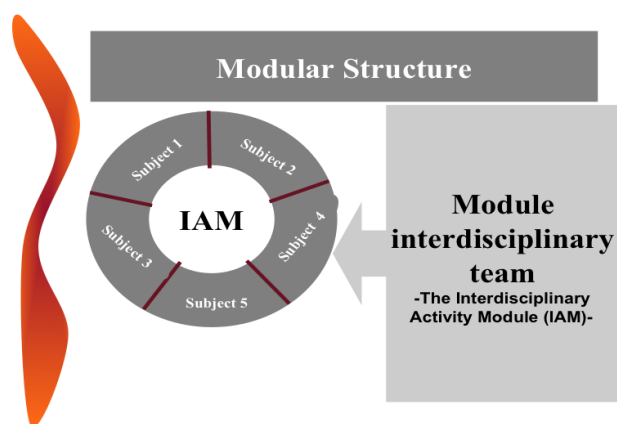 Modular Structure
Subject 1
Subject 2
IAM
Subject 3
Subject 4
Subject 5
Module
interdisciplinary
team
-The Interdisciplinary
Activity Module (IAM)-